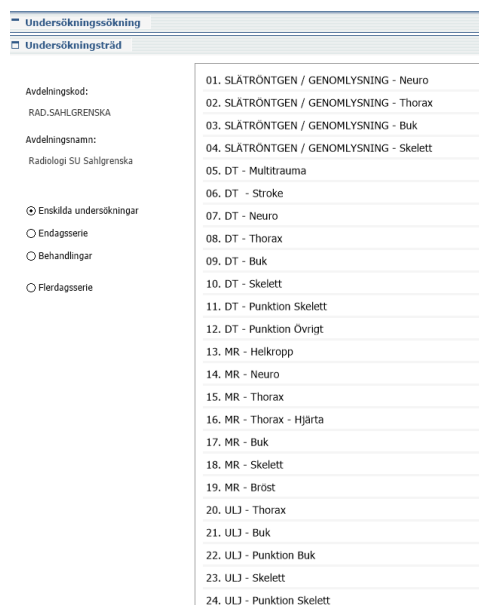 Undersökningssökning
Undersökningsträd
Avdelningskod:
RAD.SAHLGRENSKA
Avdelningsnamn:
Radiologi SU Sahlgrenska
Enskilda undersökningar
Endagsserie
Behandlingar
Flerdagsserie
01. SLÄTRÖNTGEN / GENOMLYSNING - Neuro
02. SLÄTRÖNTGEN / GENOMLYSNING - Thorax
03. SLÄTRÖNTGEN / GENOMLYSNING - Buk
04. SLÄTRÖNTGEN / GENOMLYSNING - Skelett
05. DT - Multitrauma
06. DT - Stroke
07. DT - Neuro
08. DT - Thorax
09. DT - Buk
10. DT - Skelett
11. DT - Punktion Skelett
12. DT - Punktion Övrigt
13. MR - Helkropp
14. MR - Neuro
15. MR - Thorax
16. MR - Thorax - Hjärta
17. MR - Buk
18. MR - Skelett
19. MR - Bröst
20. ULJ - Thorax
21. ULJ - Buk
22. ULJ - Punktion Buk
23. ULJ - Skelett
24. ULJ - Punktion Skelett